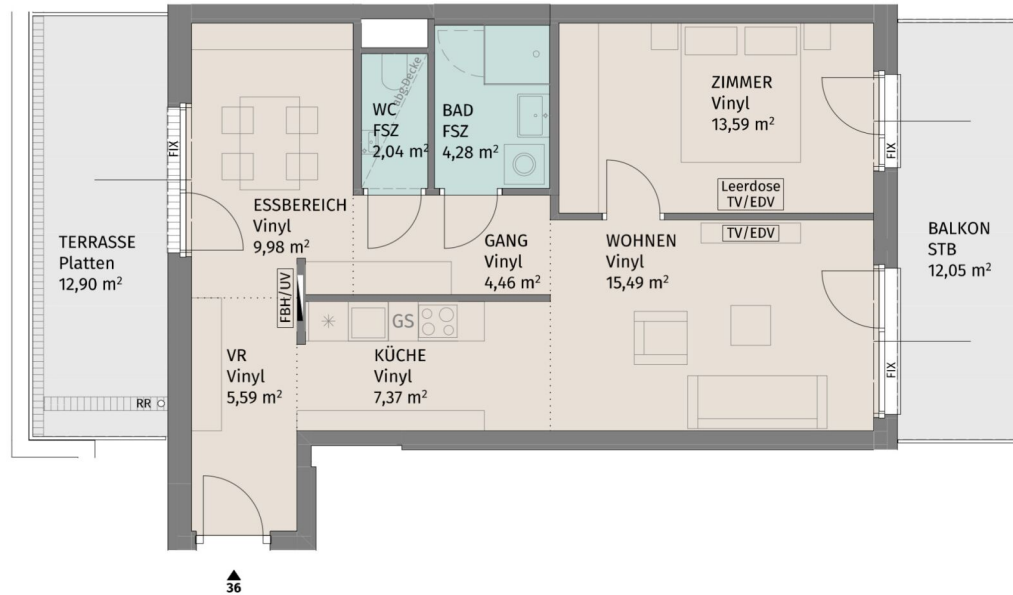 TERRASSE
Platten
12,90 m²
FIX
RR
ESSBEREICH
Vinyl
9,98 m²
WC
FSZ
2,04 m²
abg.Decke
BAD
FSZ
4,28 m²
ZIMMER
Vinyl
13,59 m²
FIX
Leerdose
TV/EDV
TV/EDV
GANG
Vinyl
4,46 m²
WOHNEN
Vinyl
15,49 m²
BALKON
STB
12,05 m²
FBH/UV
GS
VR
Vinyl
5,59 m²
KÜCHE
Vinyl
7,37 m²
FIX
36